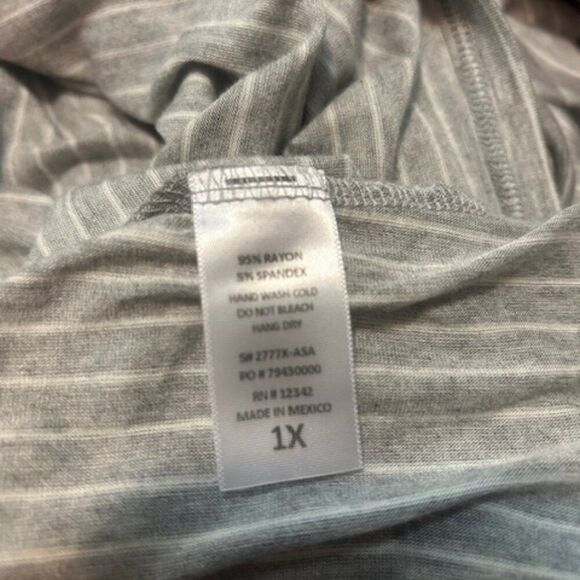 95% RAYON
5% SPANDEX
HAND WASH COLD
DO NOT BLEACH
HANG DRY
S# 2777X-ASA
PO # 79430000
RN # 12342
MADE IN MEXICO
1X